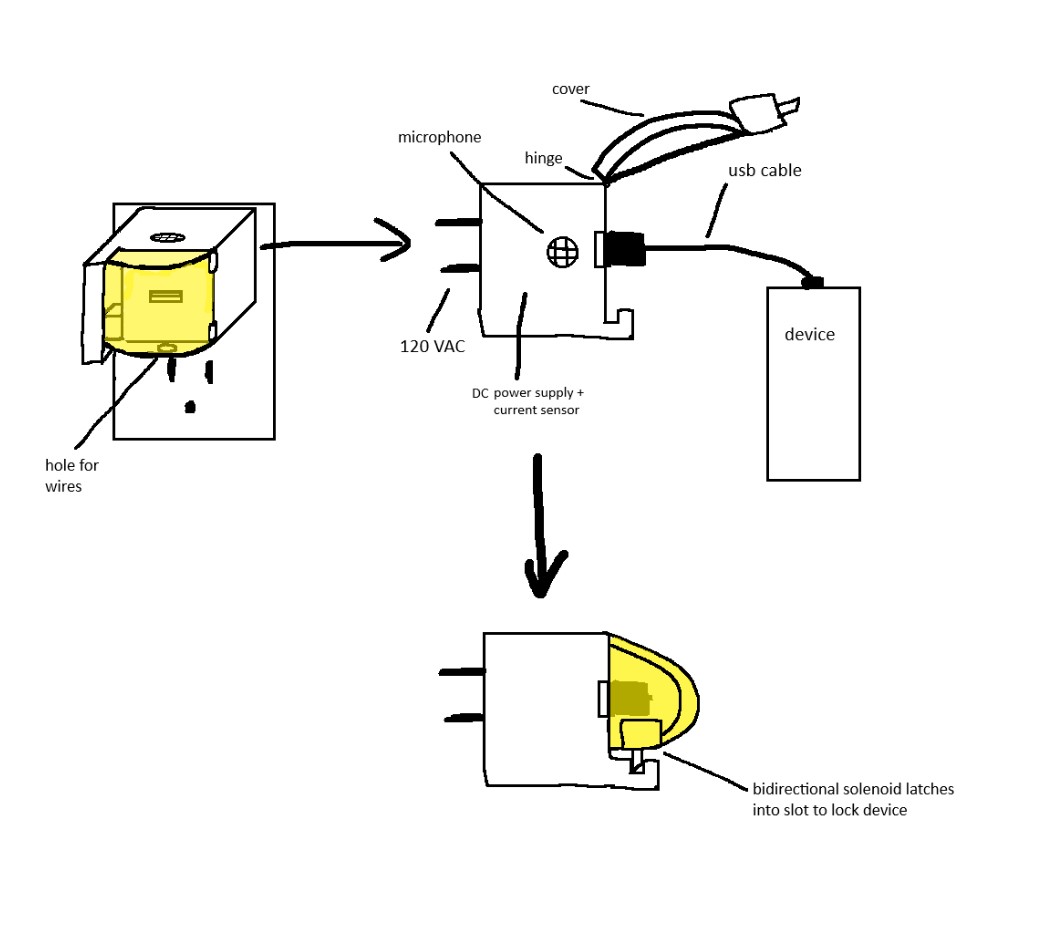 cover
microphone
hinge
usb cable
device
120 VAC
DC power supply +
current sensor
hole for
wires
bidirectional solenoid latches
into slot to lock device